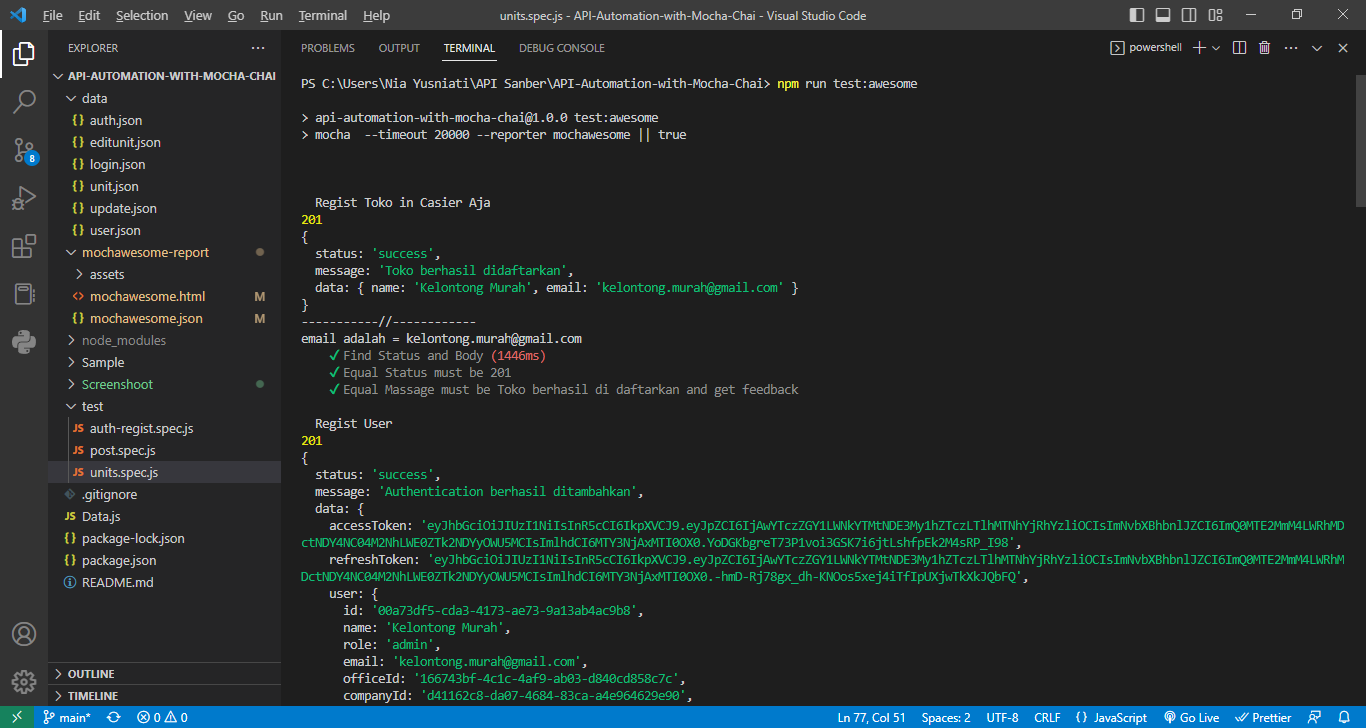 File Edit Selection View Go Run Terminal Help
units.spec.js - API-Automation-with-Mocha-Chai - Visual Studio Code
EXPLORER
API-AUTOMATION-WITH-MOCHA-CHAI
data
{} auth.json
{} editunit.json
{} login.json
{} unit.json
{} update.json
{} user.json
mochawesome-report
assets
<> mochawesome.html M
{} mochawesome.json M
node_modules
Sample
Screenshoot
test
JS auth-regist.spec.js
JS post.spec.js
JS units.spec.js
.gitignore
JS Data.js
{} package-lock.json
{} package.json
README.md
8
OUTLINE
TIMELINE
PROBLEMS OUTPUT TERMINAL DEBUG CONSOLE
powershell
PS C:\Users\Nia Yusniati\API Sanber\API-Automation-with-Mocha-Chai> npm run test:awesome
> api-automation-with-mocha-chai@1.0.0 test:awesome
> mocha --timeout 20000 --reporter mochawesome || true
Regist Toko in Casier Aja
201
{
status: 'success',
message: 'Toko berhasil didaftarkan',
data: { name: 'Kelontong Murah', email: 'kelontong.murah@gmail.com' }
}
-----------//------------
email adalah = kelontong.murah@gmail.com
✓ Find Status and Body (1446ms)
✓ Equal Status must be 201
✓ Equal Massage must be Toko berhasil di daftarkan and get feedback
Regist User
201
{
status: 'success',
message: 'Authentication berhasil ditambahkan',
data: {
accessToken:
refreshToken:
user: {
id: '00a73df5-cda3-4173-ae73-9a13ab4ac9b8',
name: 'Kelontong Murah',
role: 'admin',
email: 'kelontong.murah@gmail.com',
officeId: '166743bf-4c1c-4af9-ab03-d840cd858c7c',
companyId: 'd41162c8-da07-4684-83ca-a4e964629e90',
main* 0 0 Ln 77, Col 51 Spaces: 2 UTF-8 CRLF {} JavaScript Go Live Prettier